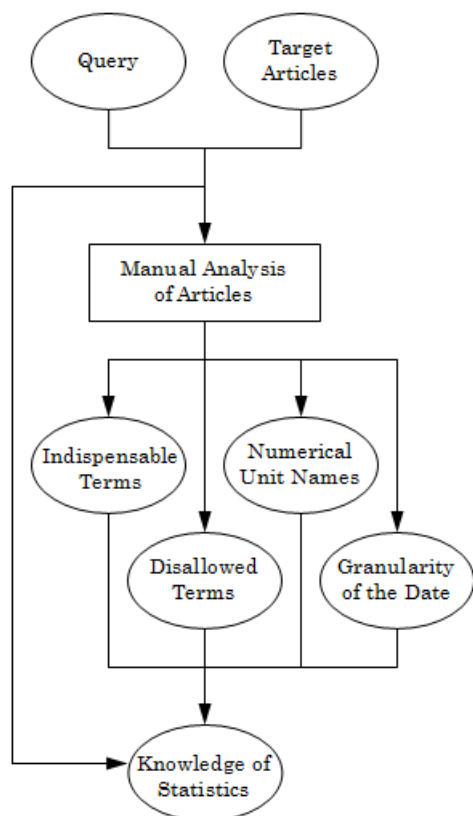 Query
Target
Articles
Manual Analysis
of Articles
Indispensable
Terms
Numerical
Unit Names
Disallowed
Terms
Granularity
of the Date
Knowledge of
Statistics